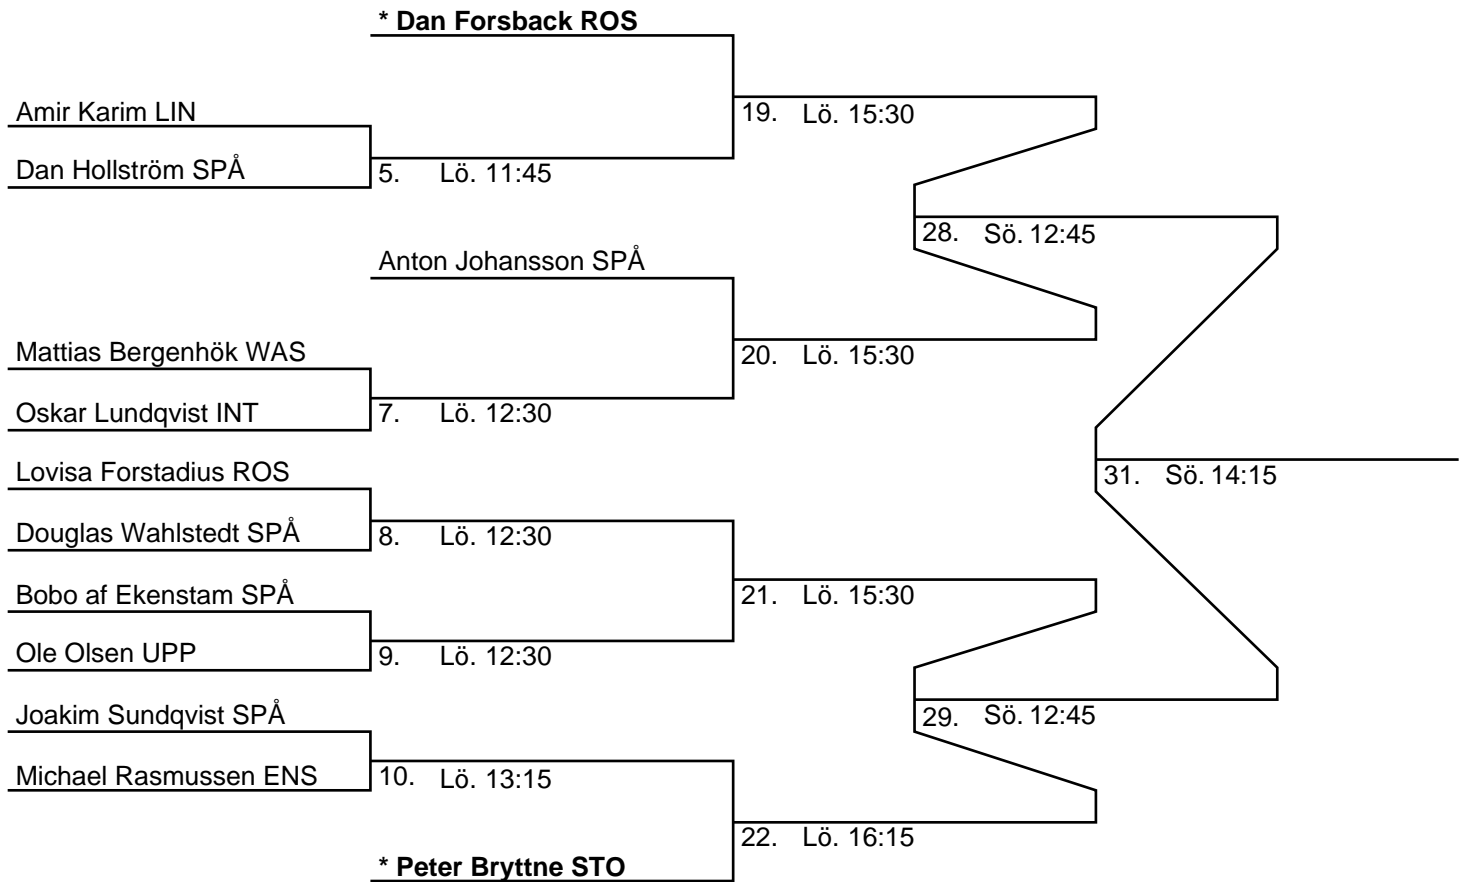 * Dan Forsback ROS
Amir Karim LIN
19. Lö. 15:30
Dan Hollström SPÅ
5. Lö. 11:45
28. Sö. 12:45
Anton Johansson SPÅ
Mattias Bergenhök WAS
20. Lö. 15:30
Oskar Lundqvist INT
7. Lö. 12:30
Lovisa Forstadius ROS
31. Sö. 14:15
Douglas Wahlstedt SPÅ
8. Lö. 12:30
Bobo af Ekenstam SPÅ
21. Lö. 15:30
Ole Olsen UPP
9. Lö. 12:30
Joakim Sundqvist SPÅ
29. Sö. 12:45
Michael Rasmussen ENS
10. Lö. 13:15
22. Lö. 16:15
* Peter Bryttne STO